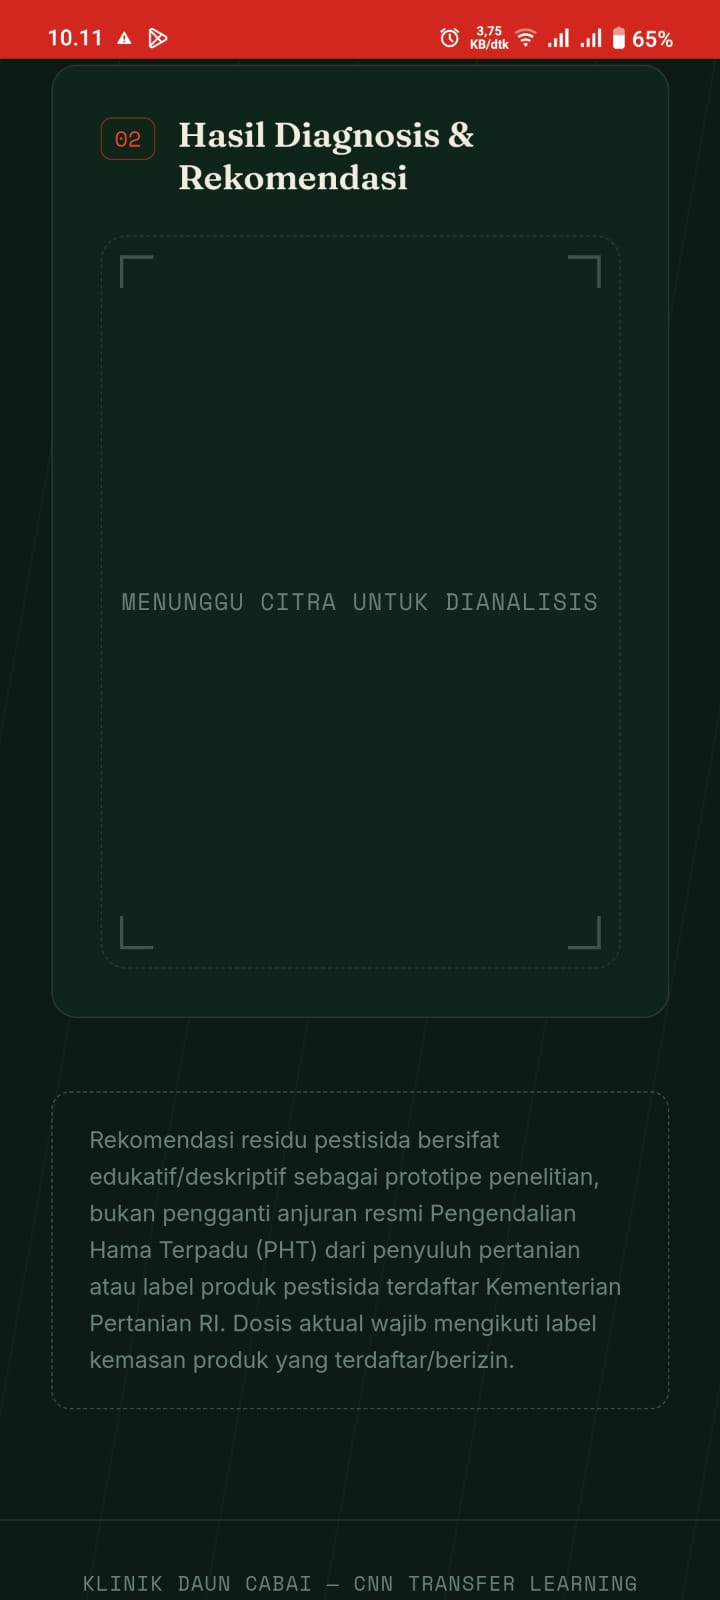 10.11
3,75
KB/dtk
65%
02
Hasil Diagnosis &
Rekomendasi
MENUNGGU CITRA UNTUK DIANALISIS
Rekomendasi residu pestisida bersifat
edukatif/deskriptif sebagai prototipe penelitian,
bukan pengganti anjuran resmi Pengendalian
Hama Terpadu (PHT) dari penyuluh pertanian
atau label produk pestisida terdaftar Kementerian
Pertanian RI. Dosis aktual wajib mengikuti label
kemasan produk yang terdaftar/berizin.
KLINIK DAUN CABAI — CNN TRANSFER LEARNING